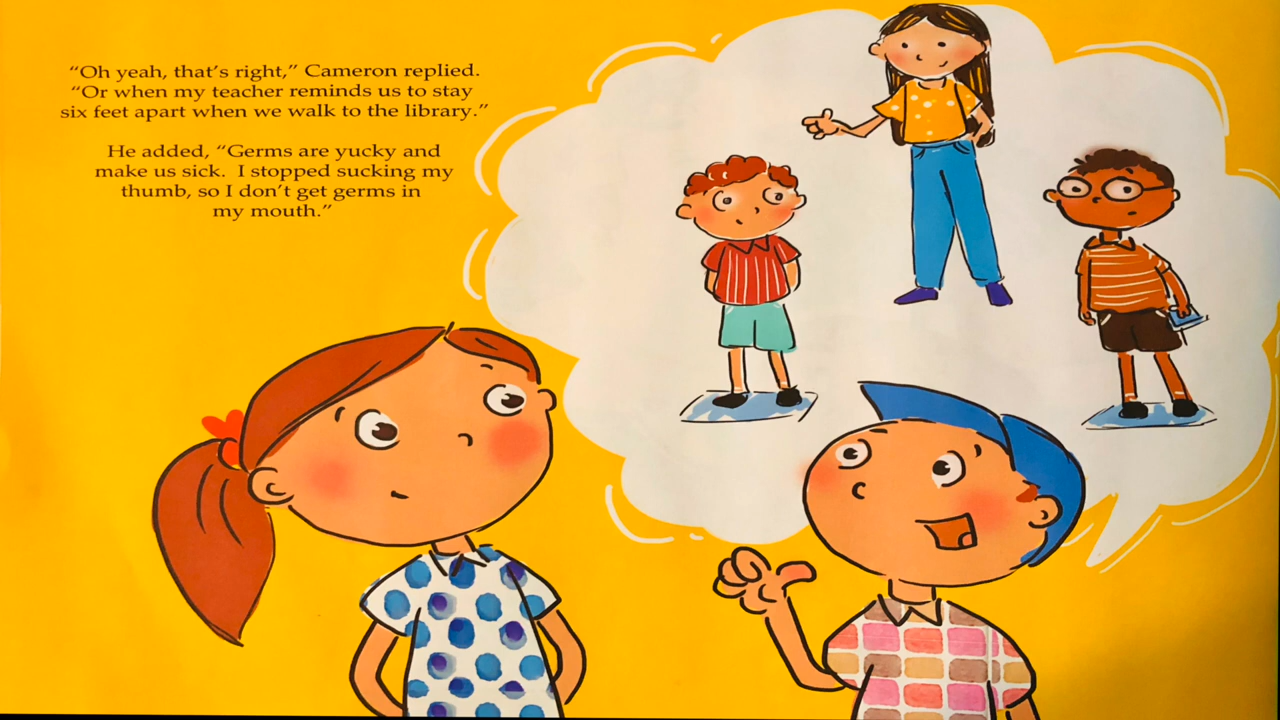 “Oh yeah, that’s right,” Cameron replied.
“Or when my teacher reminds us to stay
six feet apart when we walk to the library.”
He added, “Germs are yucky and
make us sick.  I stopped sucking my
thumb, so I don’t get germs in
my mouth.”